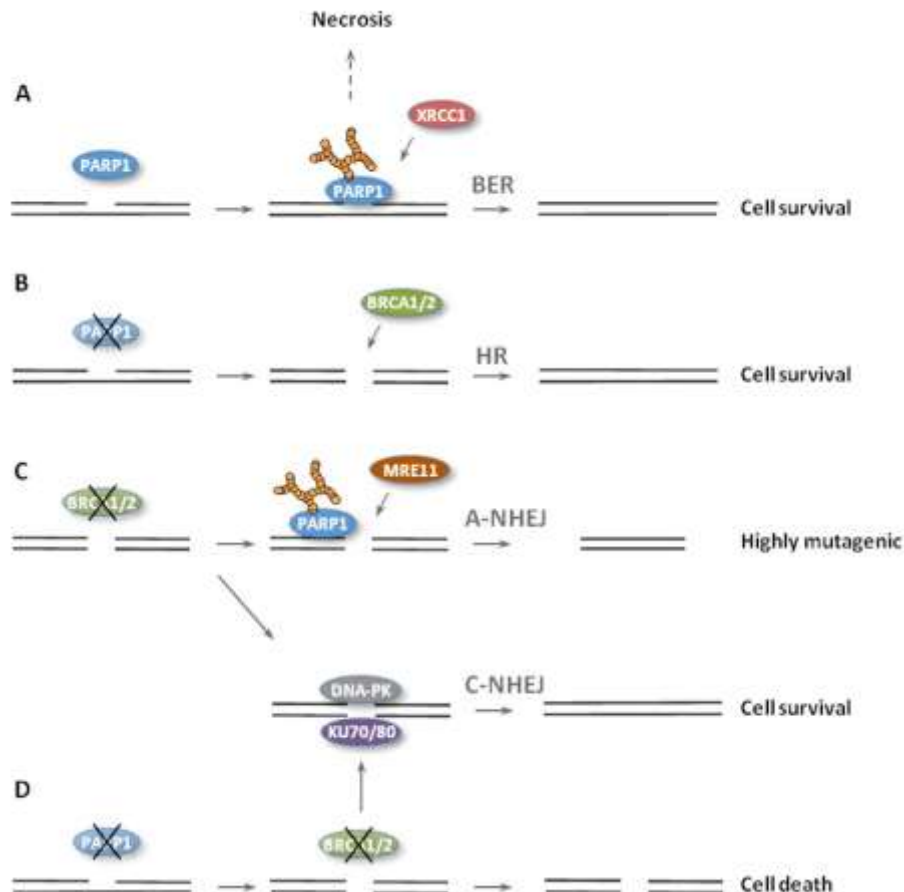 Necrosis
A
XRCC1
PARP1
PARP1
BER
Cell survival
B
BRCA1/2
PARP1
HR
Cell survival
C
MRE11
BRCA1/2
PARP1
A-NHEJ
Highly mutagenic
DNA-PK
C-NHEJ
Cell survival
KU70/80
D
PARP1
BRCA1/2
Cell death